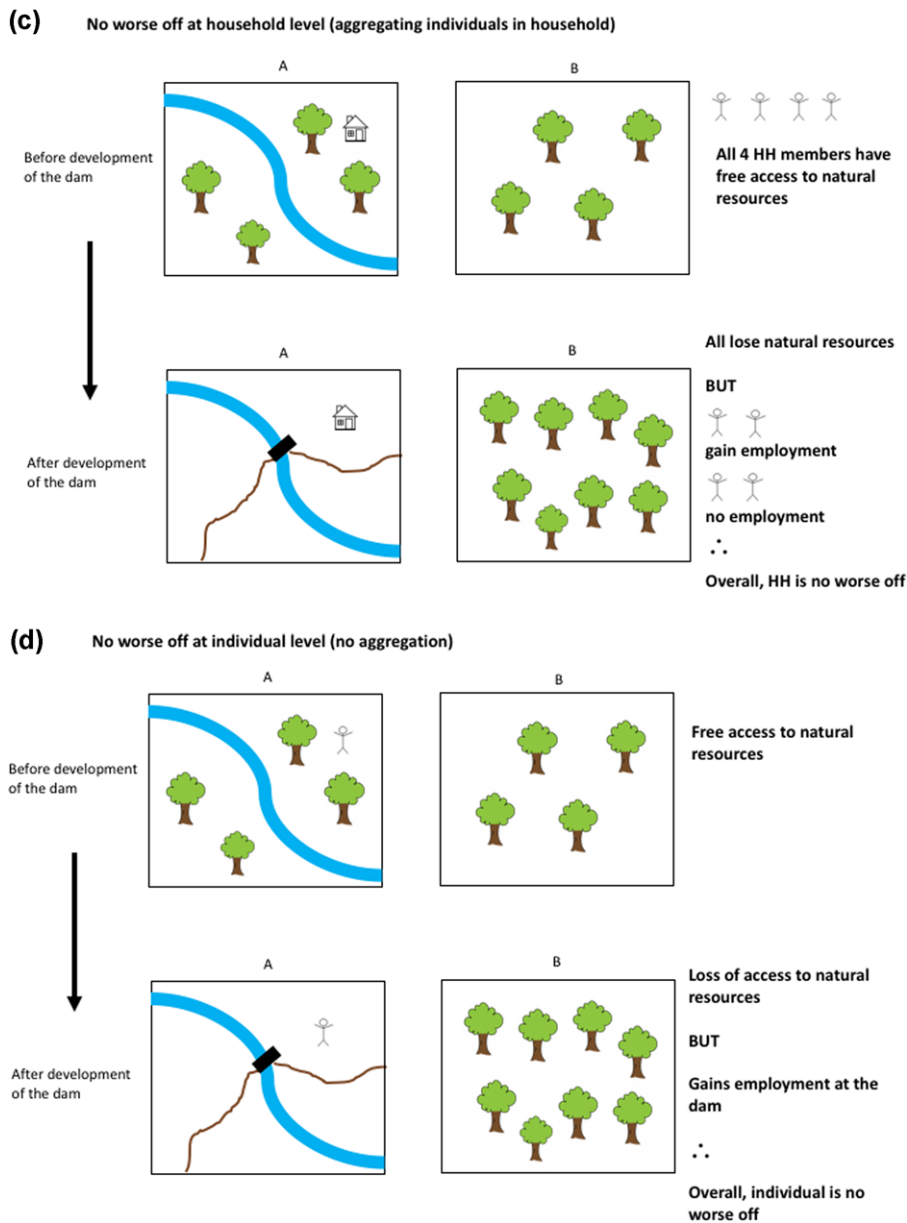 (c) No worse off at household level (aggregating individuals in household)
A
B
Before development
of the dam
All 4 HH members have
free access to natural
resources
A
B
After development
of the dam
All lose natural resources
BUT
gain employment
no employment
∴
Overall, HH is no worse off
(d) No worse off at individual level (no aggregation)
A
B
Before development
of the dam
Free access to natural
resources
A
B
After development
of the dam
Loss of access to natural
resources
BUT
Gains employment at the
dam
∴
Overall, individual is no
worse off